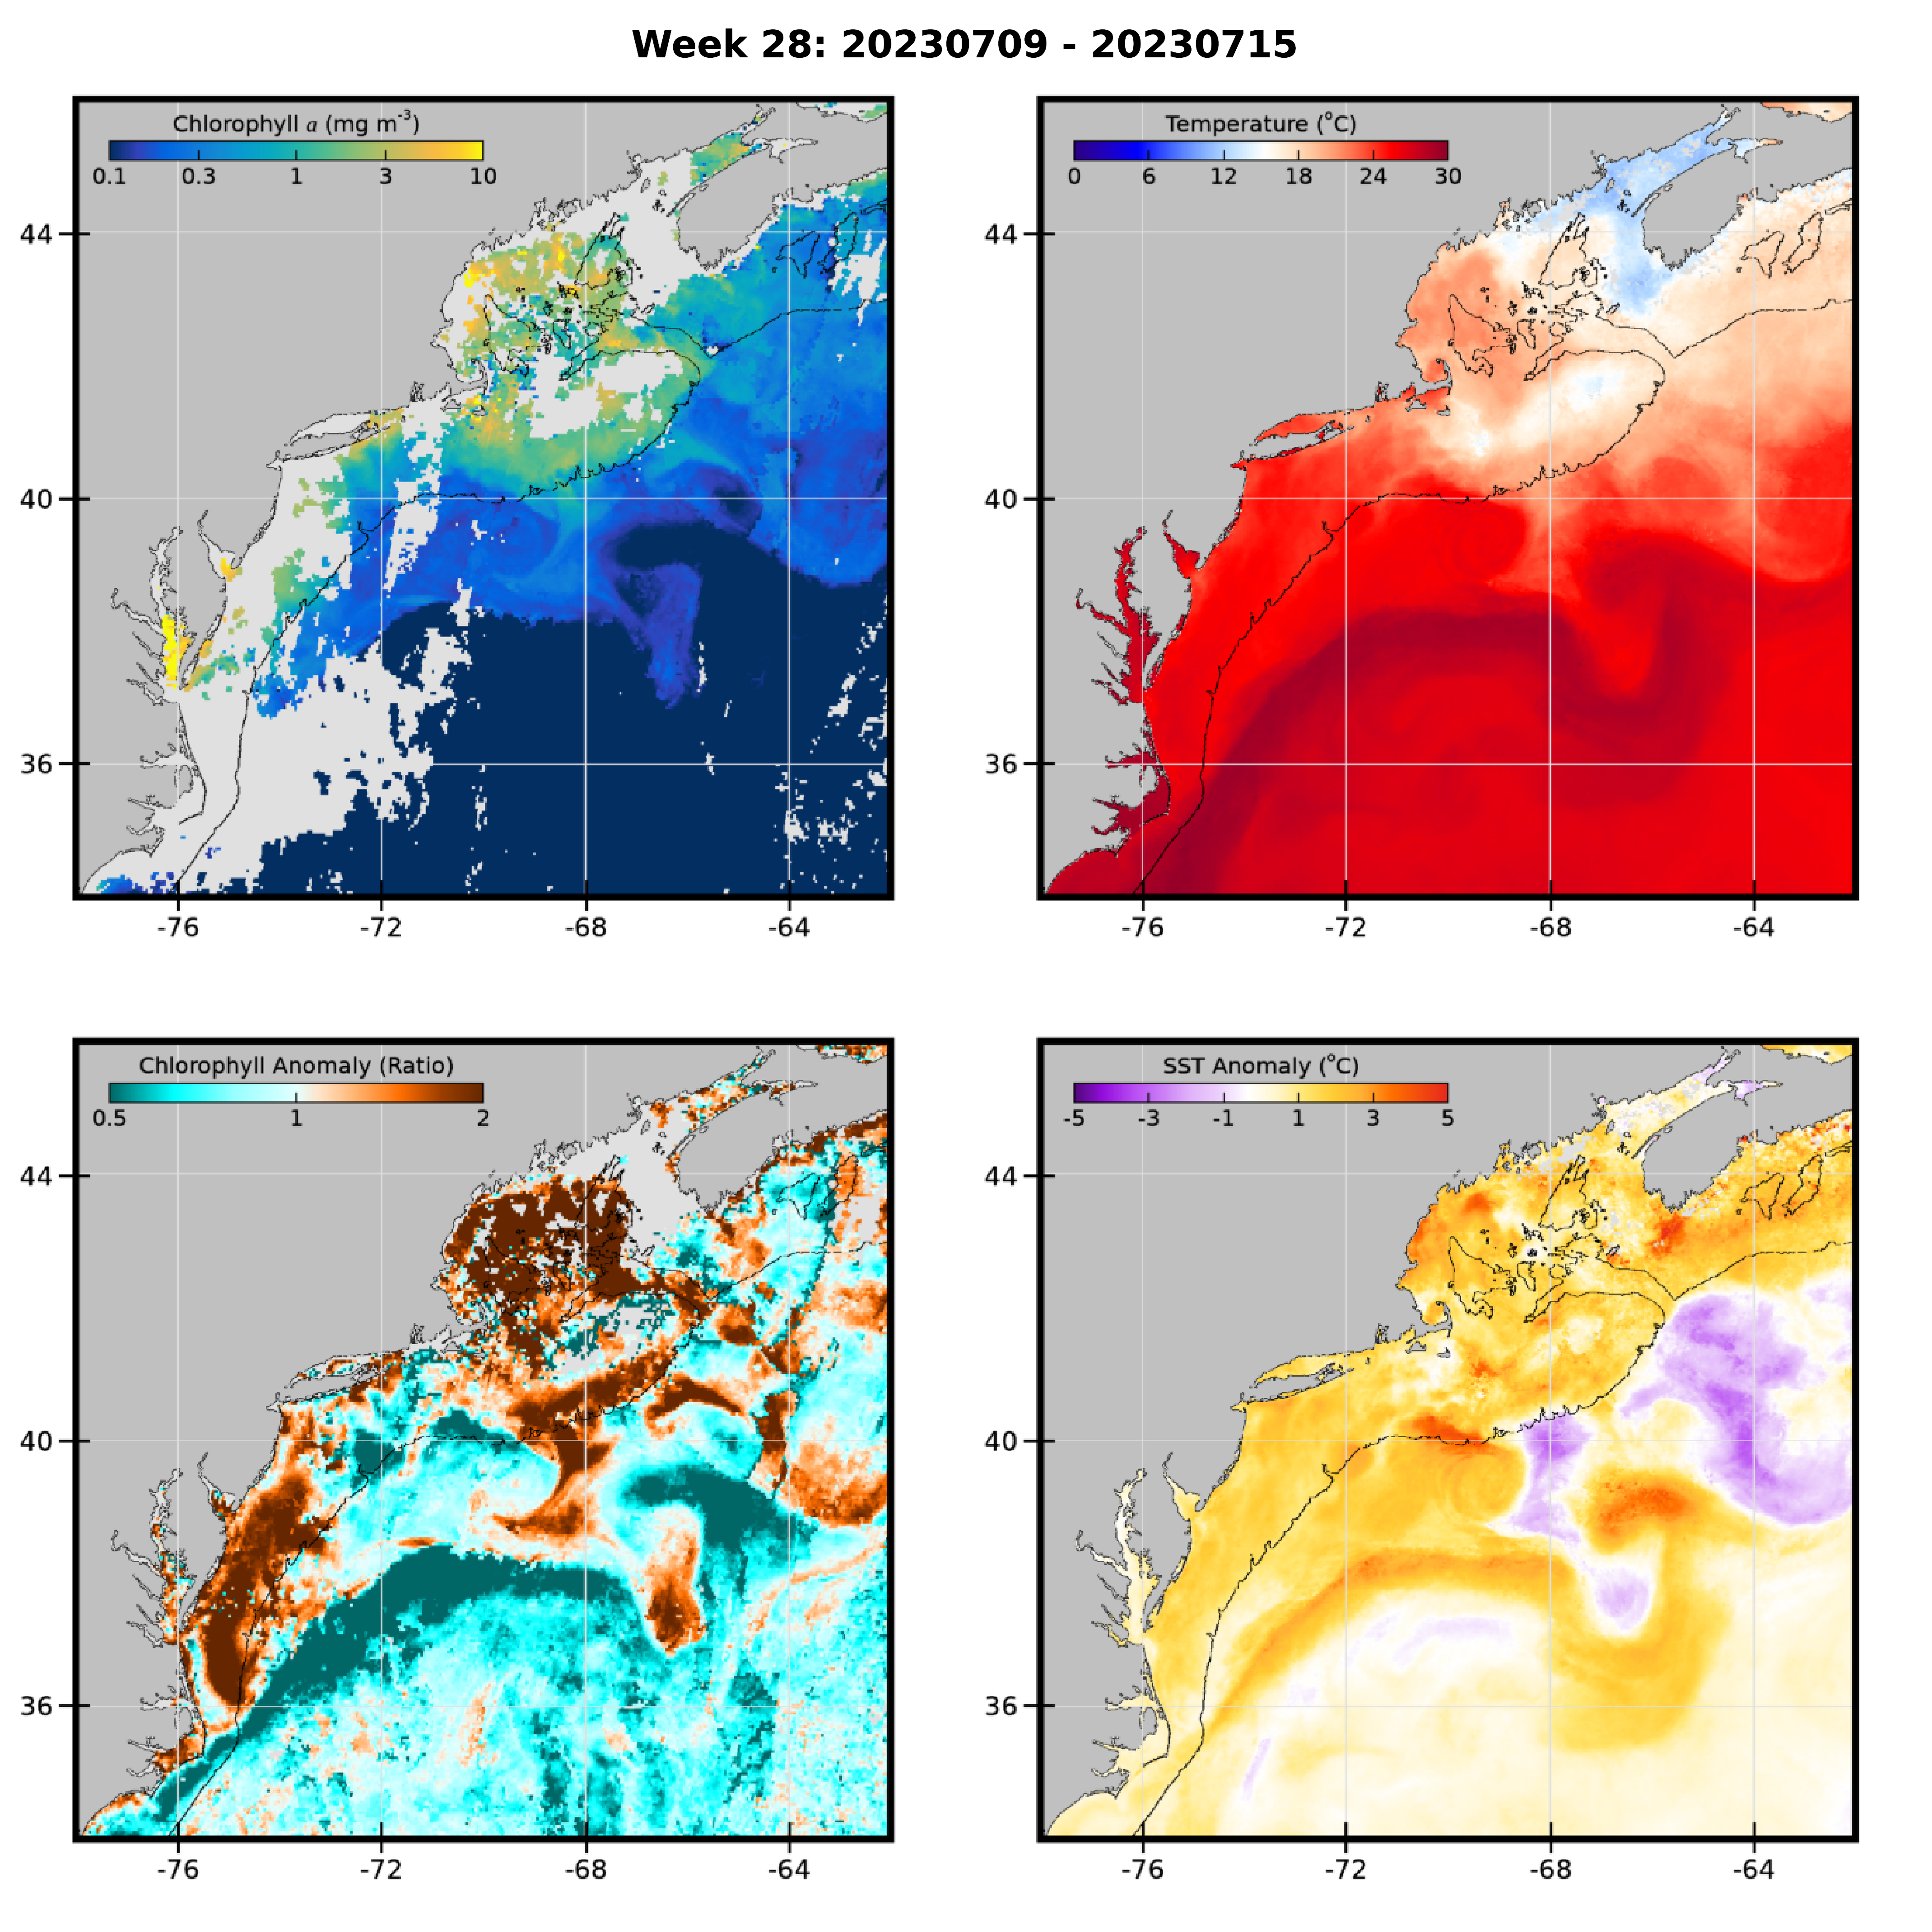 Week 28: 20230709 - 20230715
Chlorophyll a (mg m⁻³)
0.1 0.3 1 3 10
44
40
36
-76 -72 -68 -64
Temperature (°C)
0 6 12 18 24 30
44
40
36
-76 -72 -68 -64
Chlorophyll Anomaly (Ratio)
0.5 1 2
44
40
36
-76 -72 -68 -64
SST Anomaly (°C)
-5 -3 -1 1 3 5
44
40
36
-76 -72 -68 -64